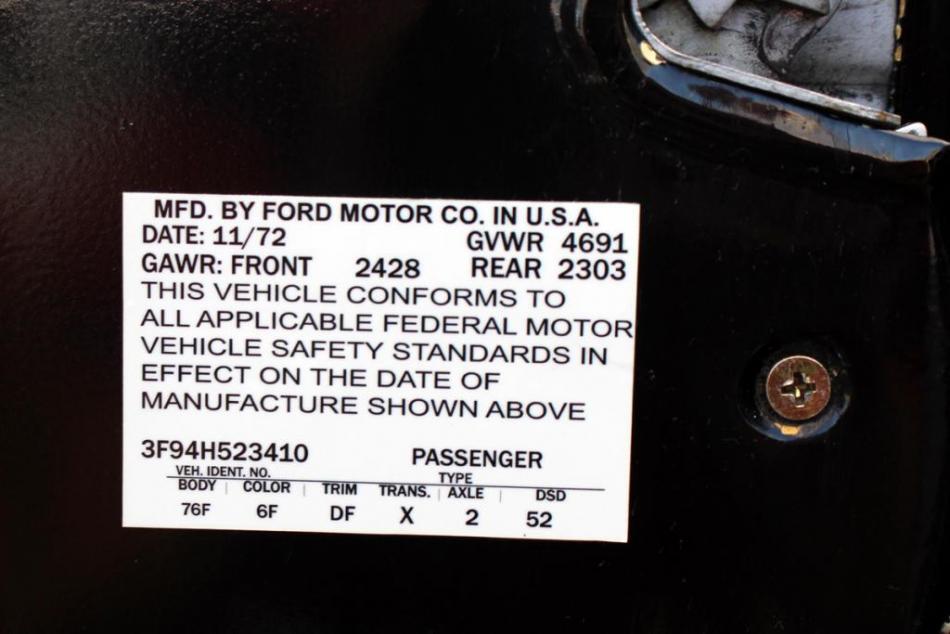 MFD. BY FORD MOTOR CO. IN U.S.A.
DATE: 11/72 GVWR 4691
GAWR: FRONT 2428 REAR 2303
THIS VEHICLE CONFORMS TO
ALL APPLICABLE FEDERAL MOTOR
VEHICLE SAFETY STANDARDS IN
EFFECT ON THE DATE OF
MANUFACTURE SHOWN ABOVE
3F94H523410 PASSENGER
VEH. IDENT. NO. TYPE
BODY COLOR TRIM TRANS. AXLE DSD
76F 6F DF X 2 52